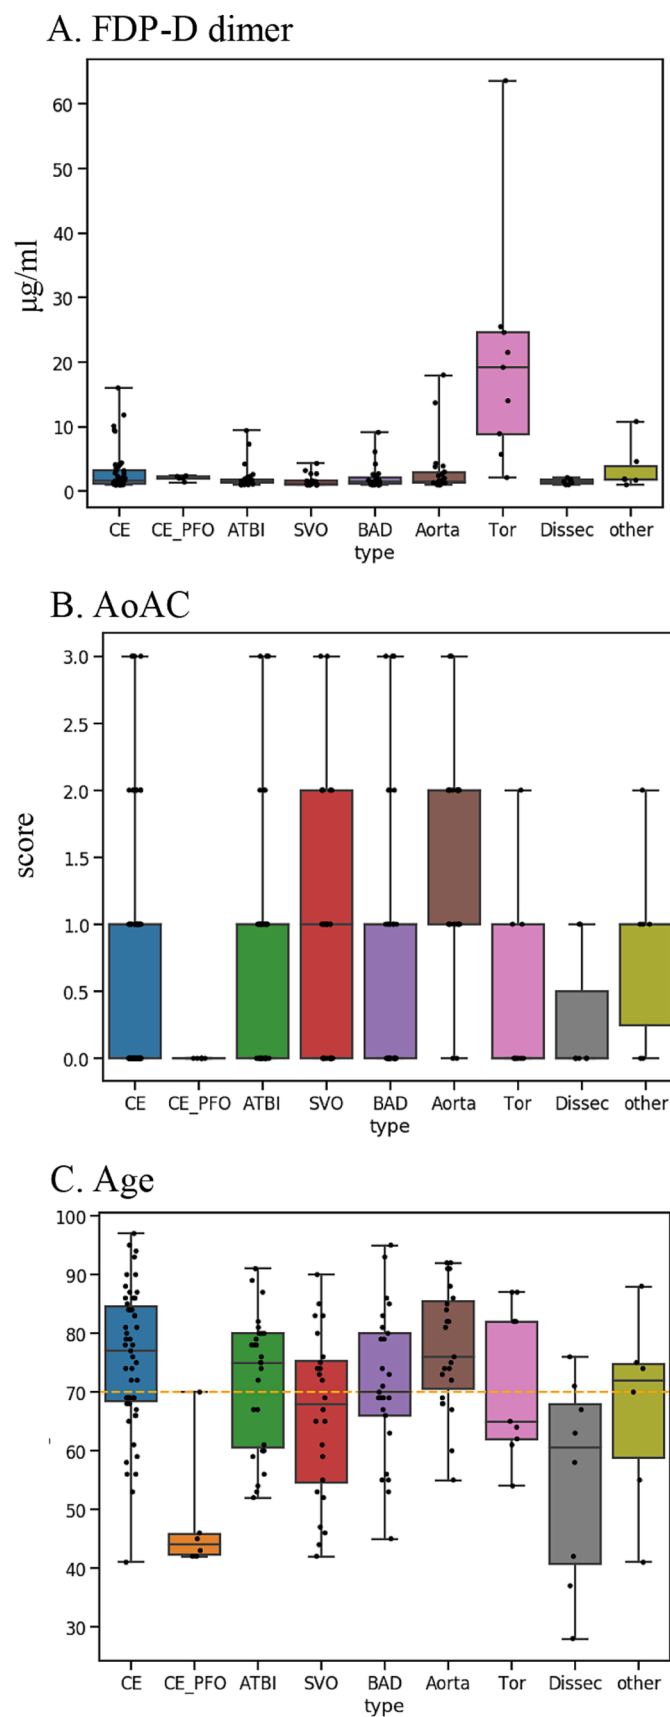 A. FDP-D dimer
µg/ml
60
50
40
30
20
10
0
CE CE_PFO ATBI SVO BAD Aorta Tor Dissec other
type
B. AoAC
score
3.0
2.5
2.0
1.5
1.0
0.5
0.0
CE CE_PFO ATBI SVO BAD Aorta Tor Dissec other
type
C. Age
100
90
80
70
60
50
40
30
CE CE_PFO ATBI SVO BAD Aorta Tor Dissec other
type